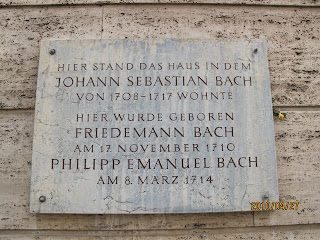 HIER STAND DAS HAUS IN DEM
JOHANN SEBASTIAN BACH
VON 1708-1717 WOHNTE
HIER WURDE GEBOREN
FRIEDEMANN BACH
AM 17. NOVEMBER 1710
PHILIPP EMANUEL BACH
AM 8. MÄRZ 1714